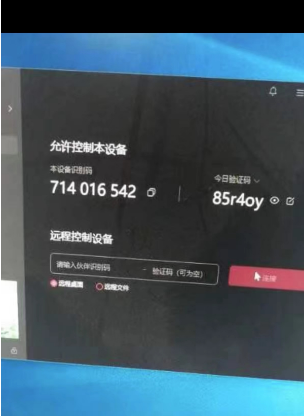 允许控制本设备
本设备识别码
今日验证码
714 016 542
85r4oy
远程控制设备
请输入伙伴识别码
验证码（可为空）
连接
远程桌面
远程文件